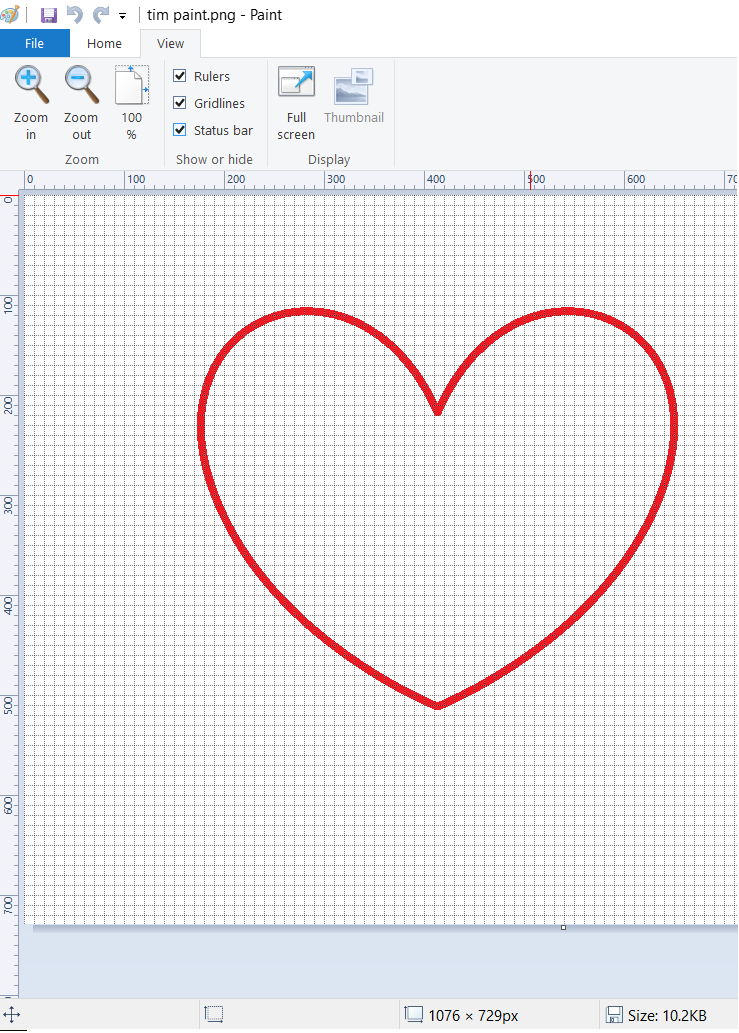 tim paint.png - Paint
File Home View
Zoom in
Zoom out
100 %
Rulers
Gridlines
Status bar
Full screen
Thumbnail
Zoom
Show or hide
Display
0 100 200 300 400 500 600 70
0
100
200
300
400
500
600
700
1076 × 729px
Size: 10.2KB